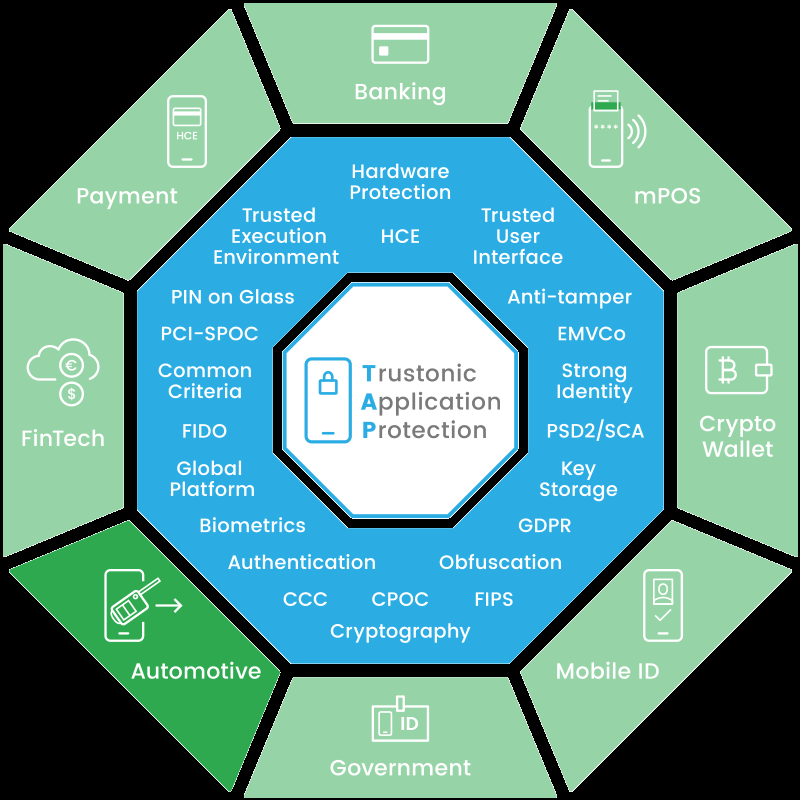 Banking
HCE
Payment
mPOS
Hardware
Protection
Trusted
Execution
Environment
HCE
Trusted
User
Interface
PIN on Glass
Anti-tamper
PCI-SPOC
EMVCo
Common
Criteria
Strong
Identity
FIDO
PSD2/SCA
Global
Platform
Key
Storage
Biometrics
GDPR
Authentication
Obfuscation
CCC
CPOC
FIPS
Cryptography
Trustonic
Application
Protection
€
$
FinTech
Crypto
Wallet
Automotive
Mobile ID
ID
Government